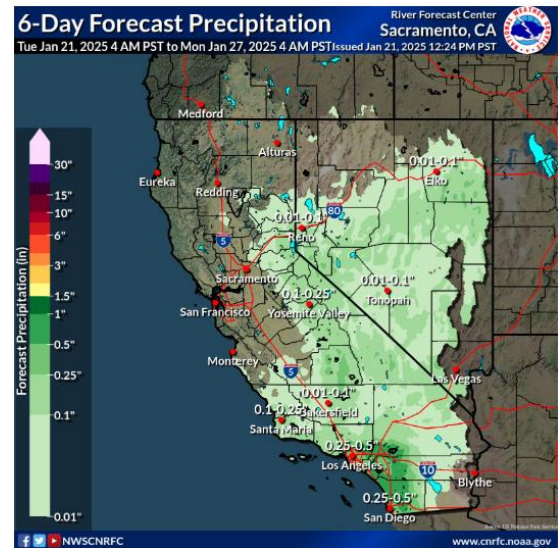 6-Day Forecast Precipitation
Tue Jan 21, 2025 4 AM PST to Mon Jan 27, 2025 4 AM PST
River Forecast Center
Sacramento, CA
Issued Jan 21, 2025 12:24 PM PST
Medford
Alturas
Eureka
Redding
0.01-0.1"
Elko
80
0.01-0.1"
Reno
5
Sacramento
0.01-0.1"
Tonopah
0.1-0.25"
San Francisco
Yosemite Valley
Monterey
5
Las Vegas
0.01-0.1"
Bakersfield
0.1-0.25"
Santa Maria
0.25-0.5"
Los Angeles
10
Blythe
0.25-0.5"
San Diego
Forecast Precipitation (In)
30"
15"
10"
6"
3"
1.5"
1"
0.5"
0.25"
0.1"
0.01"
NWSCNRFC
www.cnrfc.noaa.gov